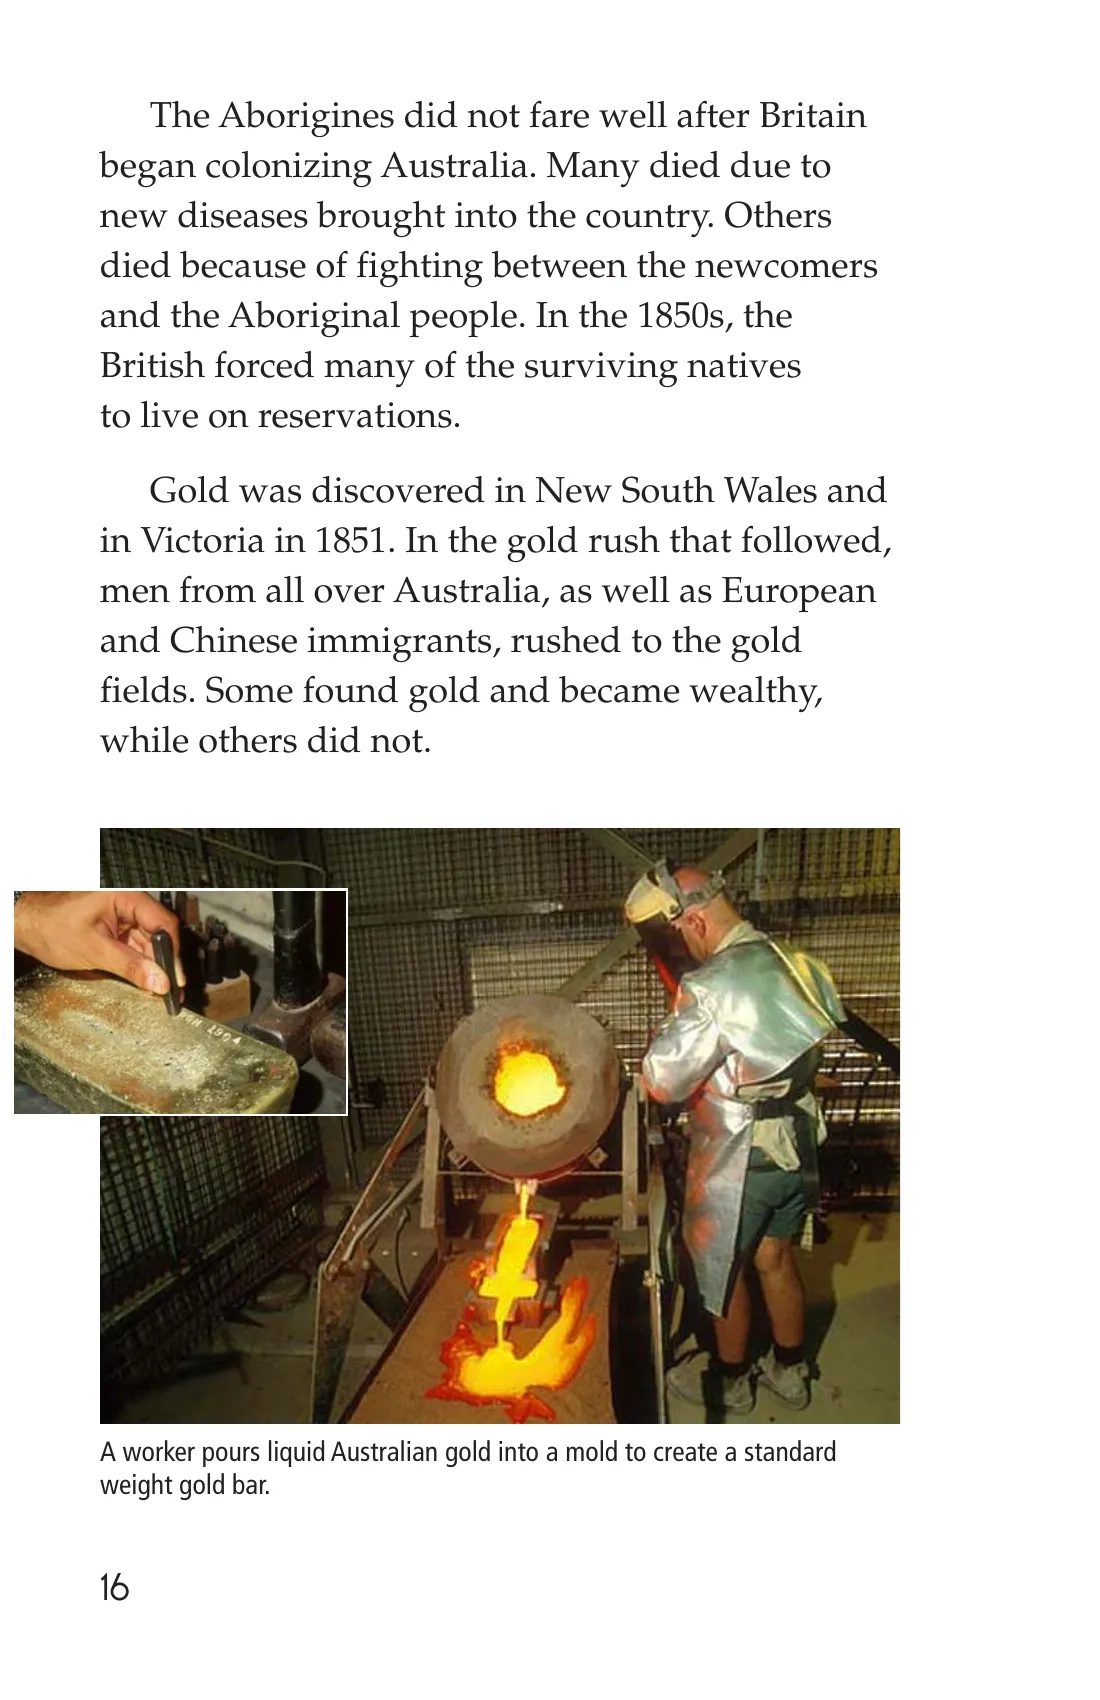 The Aborigines did not fare well after Britain
began colonizing Australia. Many died due to
new diseases brought into the country. Others
died because of fighting between the newcomers
and the Aboriginal people. In the 1850s, the
British forced many of the surviving natives
to live on reservations.
Gold was discovered in New South Wales and
in Victoria in 1851. In the gold rush that followed,
men from all over Australia, as well as European
and Chinese immigrants, rushed to the gold
fields. Some found gold and became wealthy,
while others did not.
A worker pours liquid Australian gold into a mold to create a standard
weight gold bar.
16